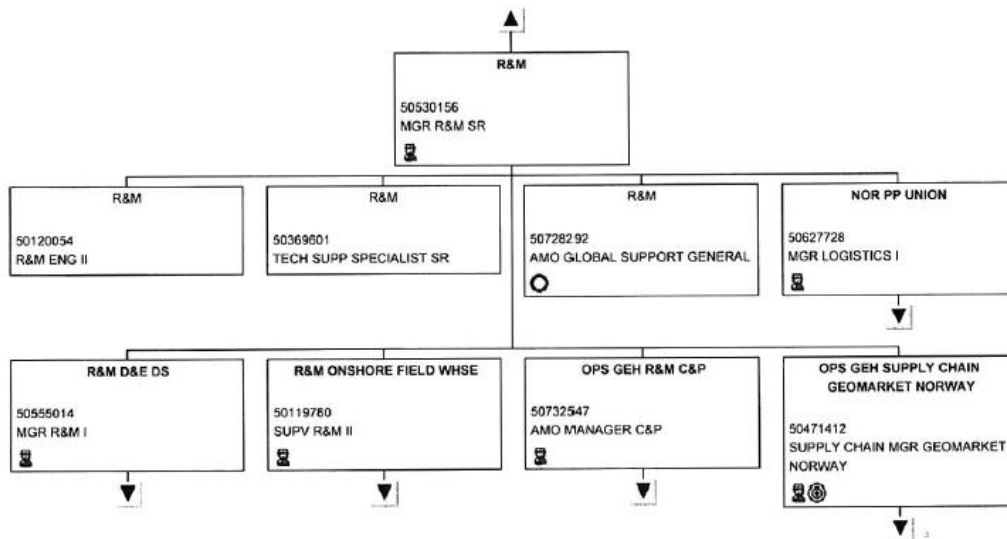 R&M
50530156
MGR R&M SR
R&M
50120054
R&M ENG II
R&M
50369601
TECH SUPP SPECIALIST SR
R&M
50728292
AMO GLOBAL SUPPORT GENERAL
NOR PP UNION
50627728
MGR LOGISTICS I
R&M D&E DS
50555014
MGR R&M I
R&M ONSHORE FIELD WHSE
50119780
SUPV R&M II
OPS GEH R&M C&P
50732547
AMO MANAGER C&P
OPS GEH SUPPLY CHAIN
GEOMARKET NORWAY
50471412
SUPPLY CHAIN MGR GEOMARKET
NORWAY